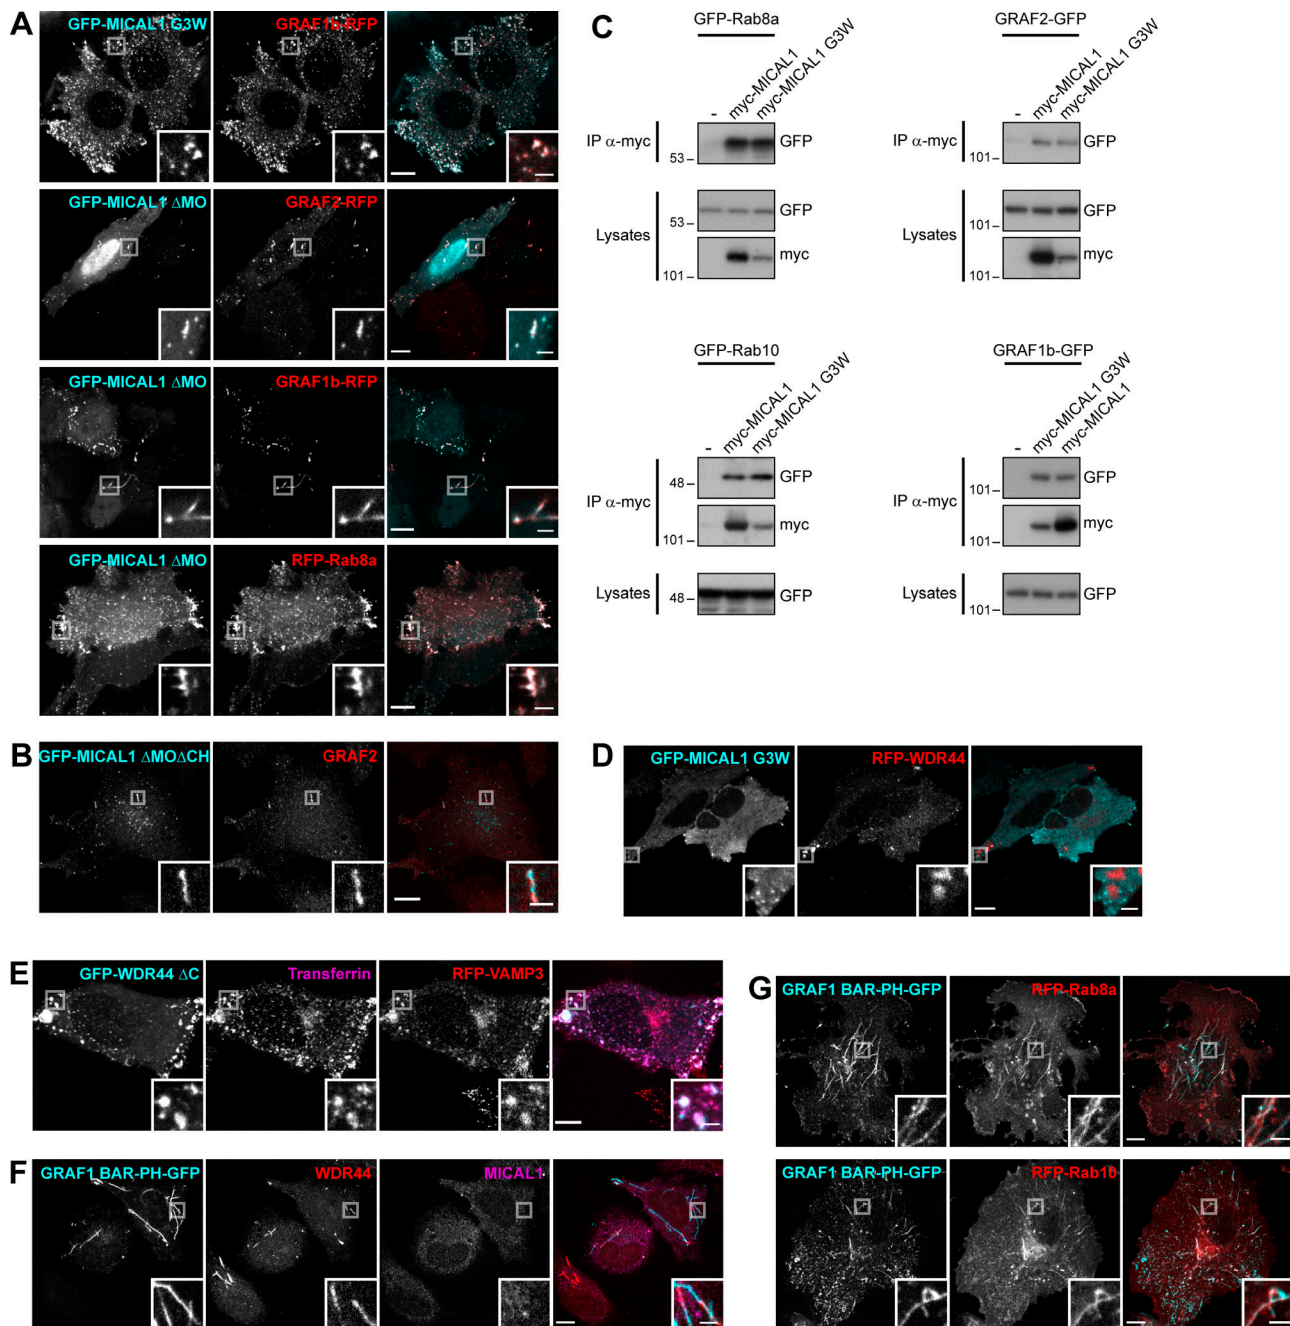 A
GFP-MICAL1 G3W
GRAF1b-RFP
GFP-MICAL1 ΔMO
GRAF2-RFP
GFP-MICAL1 ΔMO
GRAF1b-RFP
GFP-MICAL1 ΔMO
RFP-Rab8a
B
GFP-MICAL1 ΔMOΔCH
GRAF2
C
GFP-Rab8a
-
myc-MICAL1
myc-MICAL1 G3W
IP α-myc
53
GFP
Lysates
53
GFP
101
myc
GRAF2-GFP
-
myc-MICAL1
myc-MICAL1 G3W
IP α-myc
101
GFP
Lysates
101
GFP
101
myc
GFP-Rab10
-
myc-MICAL1
myc-MICAL1 G3W
IP α-myc
48
GFP
101
myc
Lysates
48
GFP
GRAF1b-GFP
-
myc-MICAL1 G3W
myc-MICAL1
IP α-myc
101
GFP
101
myc
Lysates
101
GFP
D
GFP-MICAL1 G3W
RFP-WDR44
E
GFP-WDR44 ΔC
Transferrin
RFP-VAMP3
F
GRAF1 BAR-PH-GFP
WDR44
MICAL1
G
GRAF1 BAR-PH-GFP
RFP-Rab8a
GRAF1 BAR-PH-GFP
RFP-Rab10